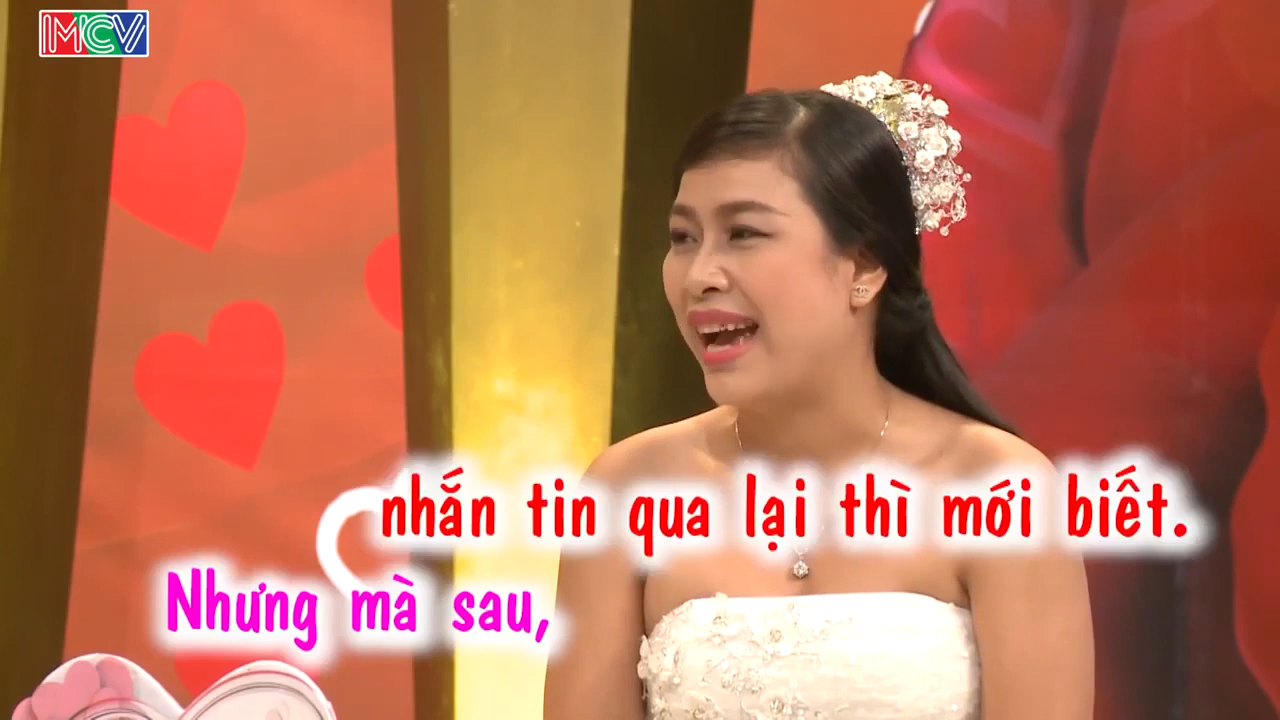 MCV
nhắn tin qua lại thì mới biết.
Nhưng mà sau,